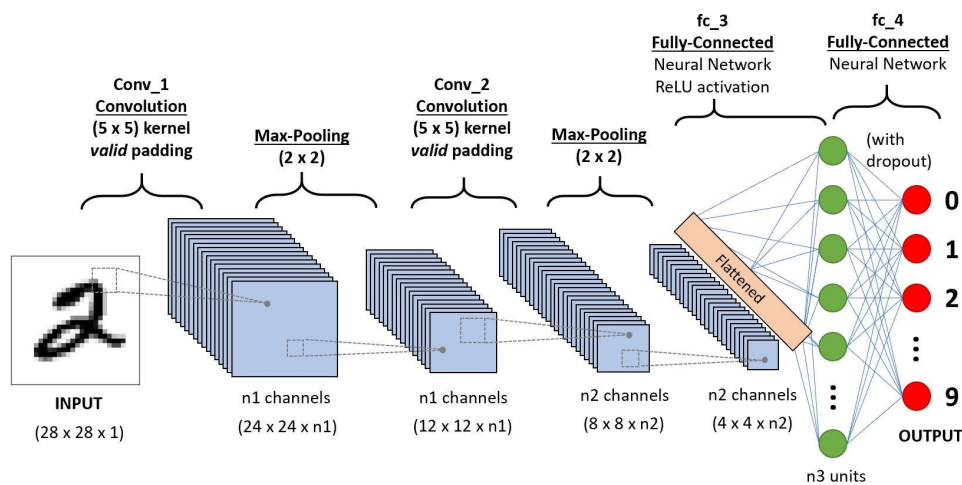 fc_3
Fully-Connected
Neural Network
ReLU activation
fc_4
Fully-Connected
Neural Network
Conv_1
Convolution
(5 x 5) kernel
valid padding
Max-Pooling
(2 x 2)
Conv_2
Convolution
(5 x 5) kernel
valid padding
Max-Pooling
(2 x 2)
(with
dropout)
Flattened
0
1
2
...
9
...
2
INPUT
(28 x 28 x 1)
n1 channels
(24 x 24 x n1)
n1 channels
(12 x 12 x n1)
n2 channels
(8 x 8 x n2)
n2 channels
(4 x 4 x n2)
n3 units
OUTPUT